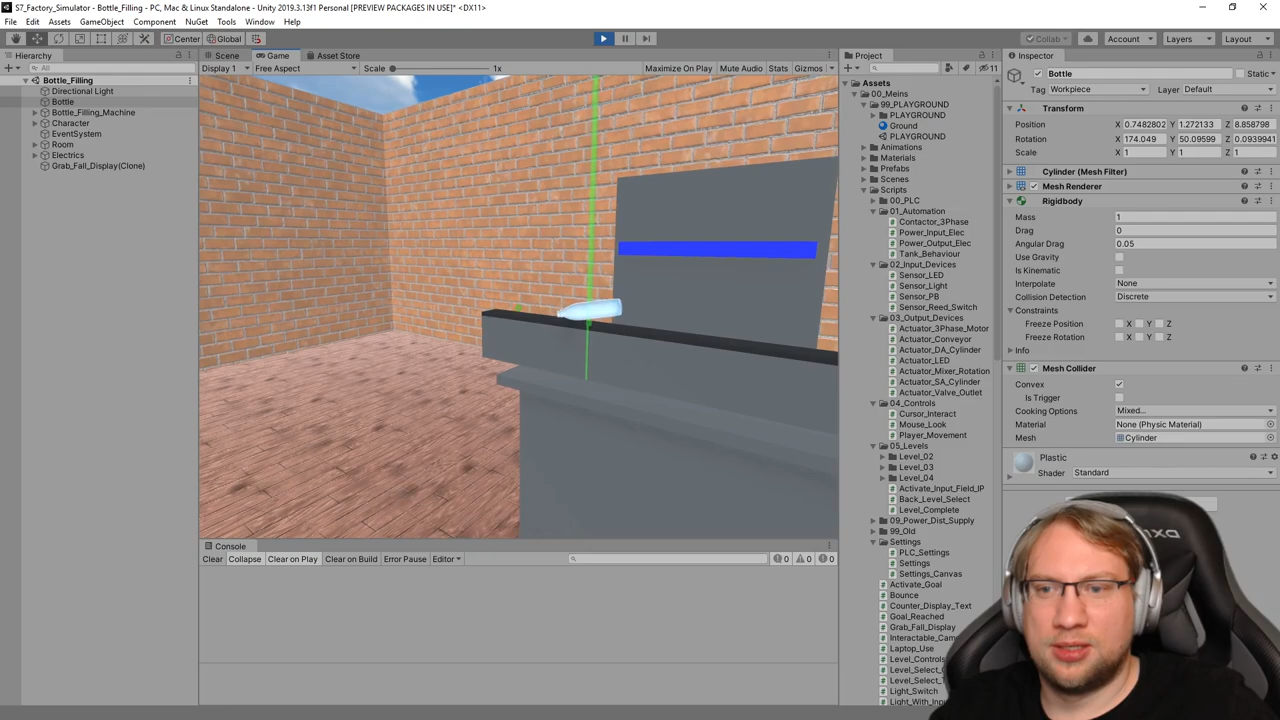 S7_Factory_Simulator - Bottle_Filling - PC, Mac & Linux Standalone - Unity 2019.3.13f1 Personal [PREVIEW PACKAGES IN USE]* <DX11>
File Edit Assets GameObject Component NuGet Tools Window Help
Center Global Collab Account Layers Layout
Hierarchy
All
Bottle_Filling
Directional Light
Bottle
Bottle_Filling_Machine
Character
EventSystem
Room
Electrics
Grab_Fall_Display(Clone)
Scene Game Asset Store
Display 1 Free Aspect Scale 1x Maximize On Play Mute Audio Stats Gizmos
Console
Clear Collapse Clear on Play Clear on Build Error Pause Editor 0 0 0
Project
11
Assets
00_Meins
99_PLAYGROUND
PLAYGROUND
Ground
PLAYGROUND
Animations
Materials
Prefabs
Scenes
Scripts
00_PLC
01_Automation
Contactor_3Phase
Power_Input_Elec
Power_Output_Elec
Tank_Behaviour
02_Input_Devices
Sensor_LED
Sensor_Light
Sensor_PB
Sensor_Reed_Switch
03_Output_Devices
Actuator_3Phase_Motor
Actuator_Conveyor
Actuator_DA_Cylinder
Actuator_LED
Actuator_Mixer_Rotation
Actuator_SA_Cylinder
Actuator_Valve_Outlet
04_Controls
Cursor_Interact
Mouse_Look
Player_Movement
05_Levels
Level_02
Level_03
Level_04
Activate_Input_Field_IP
Back_Level_Select
Level_Complete
09_Power_Dist_Supply
99_Old
Settings
PLC_Settings
Settings
Settings_Canvas
Activate_Goal
Bounce
Counter_Display_Text
Goal_Reached
Grab_Fall_Display
Interactable_Cam
Laptop_Use
Level_Controls
Level_Select_
Level_Select_T
Light_Switch
Light_With_Inpu
Inspector
Bottle Static
Tag Workpiece Layer Default
Transform
Position X 0.7482802 Y 1.272133 Z 8.858798
Rotation X 174.049 Y 50.09599 Z 0.0939941
Scale X 1 Y 1 Z 1
Cylinder (Mesh Filter)
Mesh Renderer
Rigidbody
Mass 1
Drag 0
Angular Drag 0.05
Use Gravity
Is Kinematic
Interpolate None
Collision Detection Discrete
Constraints
Freeze Position X Y Z
Freeze Rotation X Y Z
Info
Mesh Collider
Convex
Is Trigger
Cooking Options Mixed...
Material None (Physic Material)
Mesh Cylinder
Plastic
Shader Standard